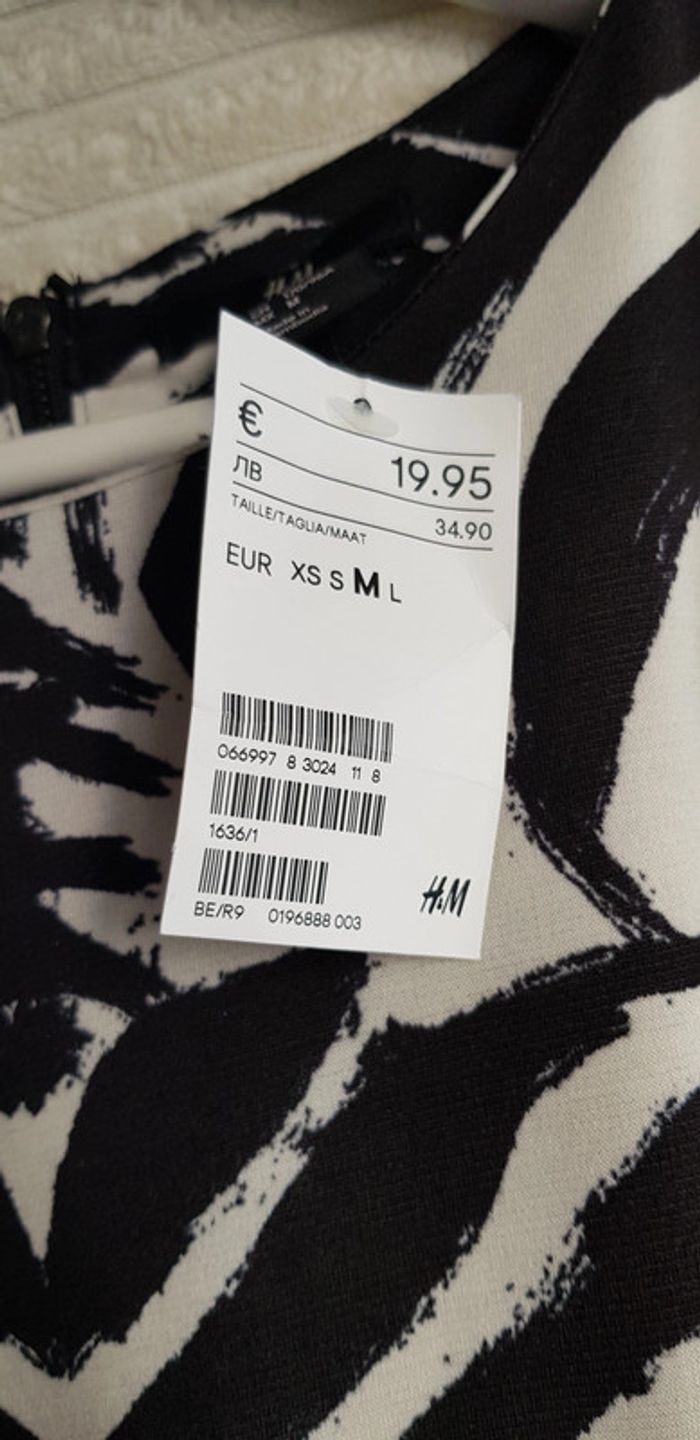 € 19.95
ЛВ 34.90
TAILLE/TAGLIA/MAAT
EUR XS S M L
066997 8 3024 11 8
1636/1
BE/R9 0196888 003
H&M